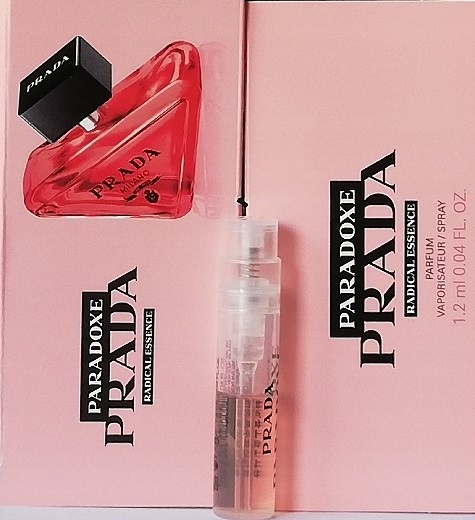 PRADA
PRADA
MILANO
PARADOXE
PRADA
RADICAL ESSENCE
PRADA
PARADOXE
PRADA
RADICAL ESSENCE
PARFUM
VAPORISATEUR / SPRAY
1.2 ml 0.04 FL. OZ.